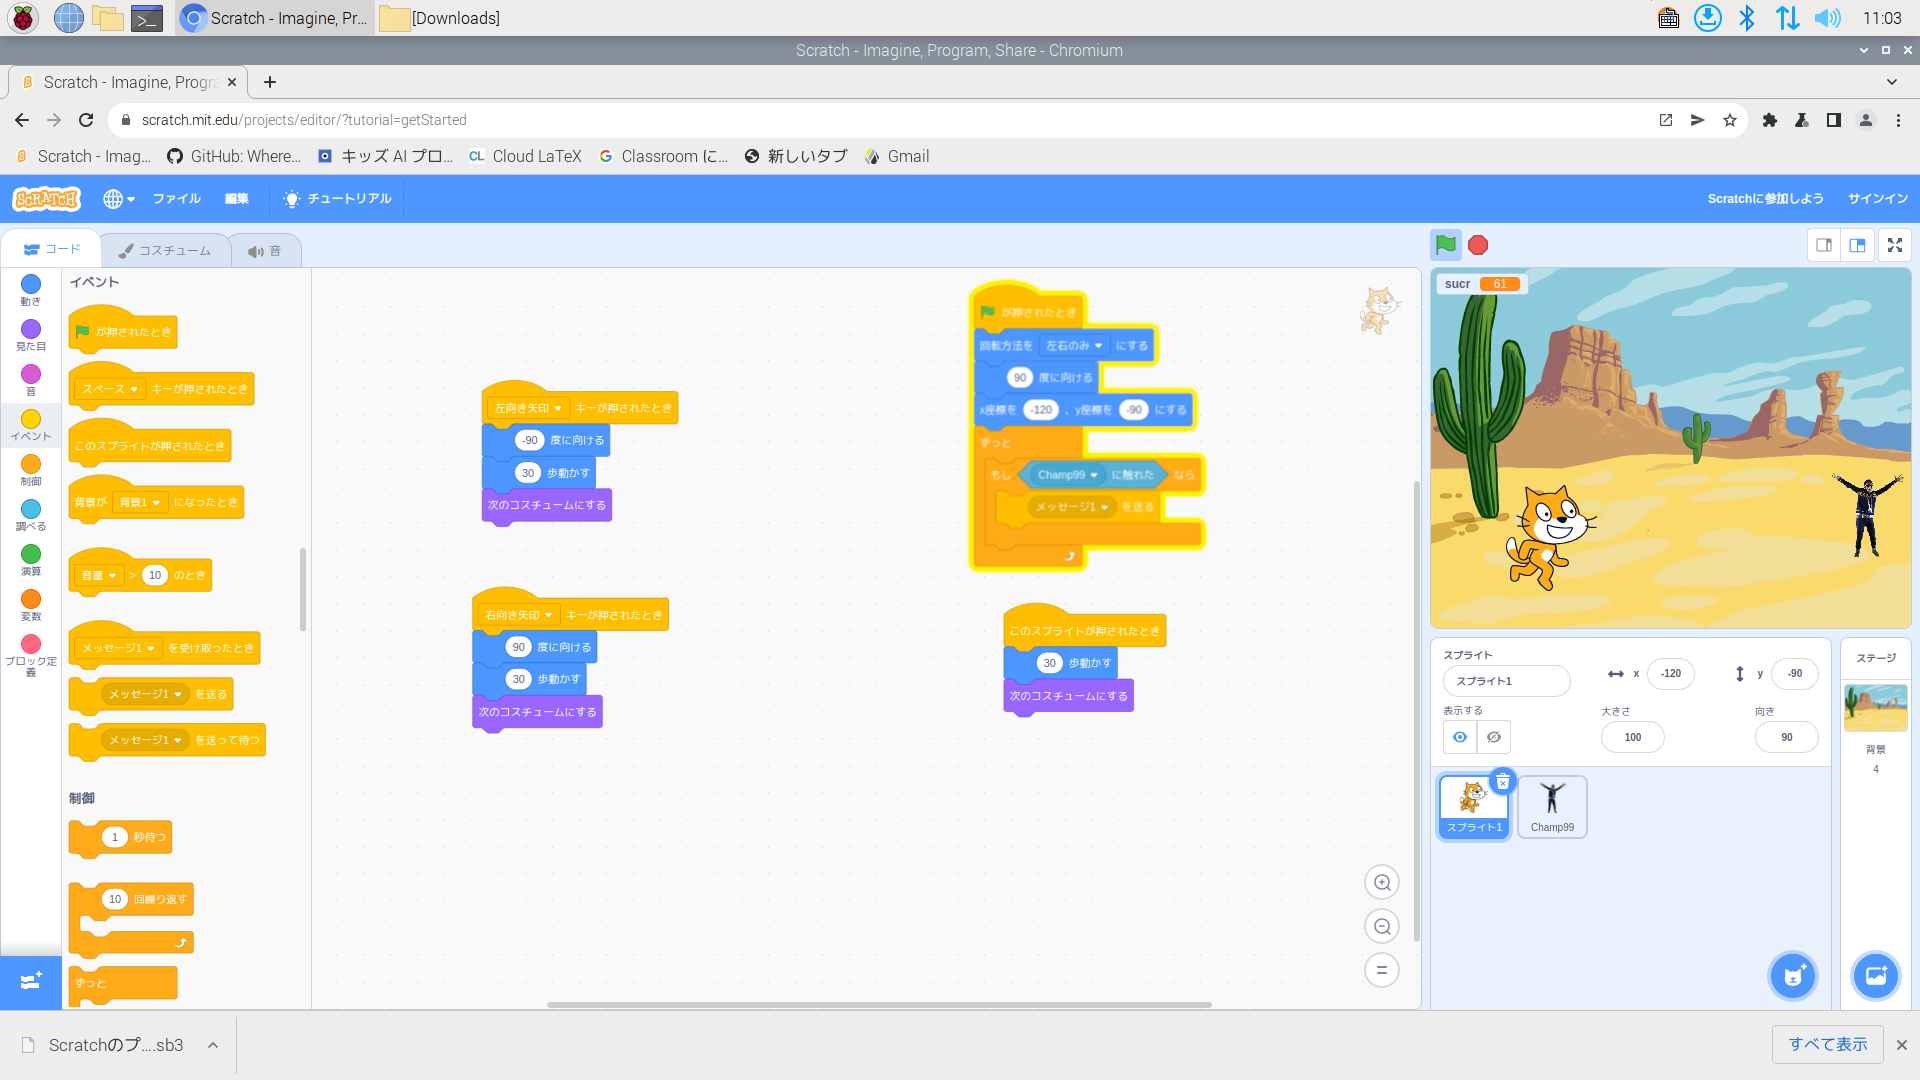 Scratch - Imagine, Pr...
[Downloads]
11:03
Scratch - Imagine, Program, Share - Chromium
Scratch - Imagine, Progra
scratch.mit.edu/projects/editor/?tutorial=getStarted
Scratch - Imag...
GitHub: Where...
キッズ AI プロ...
CL
Cloud LaTeX
Classroom に...
新しいタブ
Gmail
SCRATCH
ファイル
編集
チュートリアル
Scratchに参加しよう
サインイン
コード
コスチューム
音
動き
見た目
音
イベント
制御
調べる
演算
変数
ブロック定義
イベント
が押されたとき
スペース キーが押されたとき
このスプライトが押されたとき
背景が 背景1 になったとき
音量 > 10 のとき
メッセージ1 を受け取ったとき
メッセージ1 を送る
メッセージ1 を送って待つ
制御
1 秒待つ
10 回繰り返す
ずっと
左向き矢印 キーが押されたとき
-90 度に向ける
30 歩動かす
次のコスチュームにする
右向き矢印 キーが押されたとき
90 度に向ける
30 歩動かす
次のコスチュームにする
が押されたとき
回転方法を 左右のみ にする
90 度に向ける
x座標を -120 、y座標を -90 にする
ずっと
もし Champ99 に触れた なら
メッセージ1 を送る
このスプライトが押されたとき
30 歩動かす
次のコスチュームにする
sucr 61
スプライト
スプライト1
x -120
y -90
表示する
大きさ
100
向き
90
スプライト1
Champ99
ステージ
背景
4
Scratchのプ....sb3
すべて表示